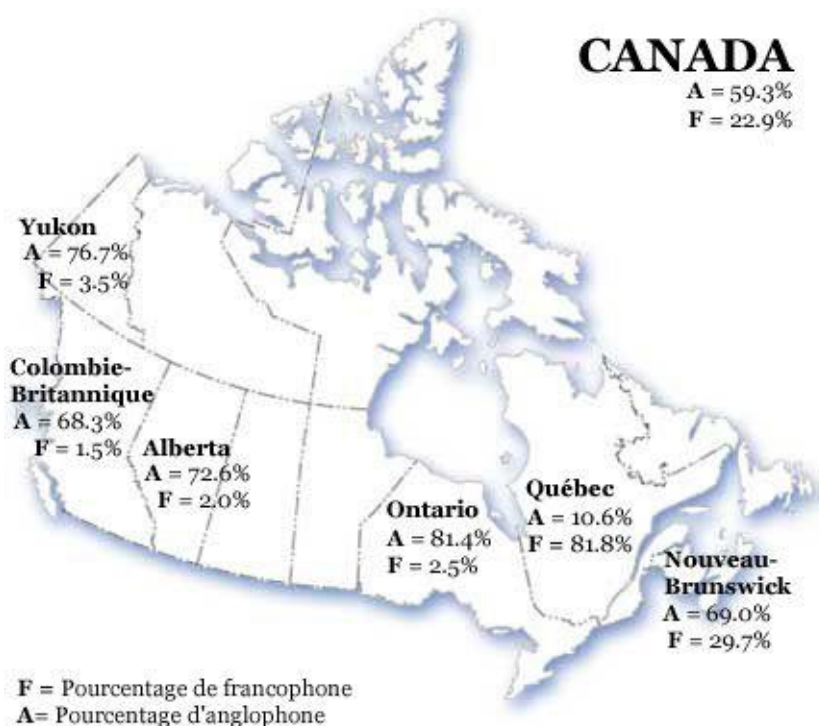 CANADA
A = 59.3%
F = 22.9%
Yukon
A = 76.7%
F = 3.5%
Colombie-
Britannique
A = 68.3%
F = 1.5%
Alberta
A = 72.6%
F = 2.0%
Ontario
A = 81.4%
F = 2.5%
Québec
A = 10.6%
F = 81.8%
Nouveau-
Brunswick
A = 69.0%
F = 29.7%
F = Pourcentage de francophone
A= Pourcentage d'anglophone